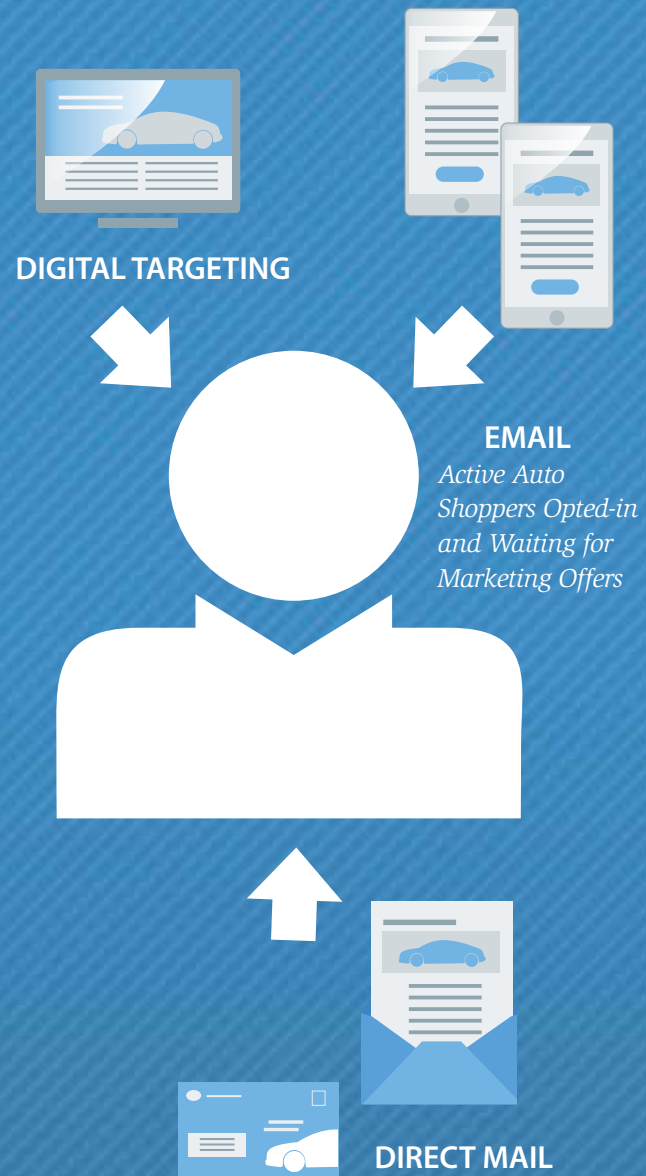 DIGITAL TARGETING
EMAIL
Active Auto
Shoppers Opted-in
and Waiting for
Marketing Offers
DIRECT MAIL